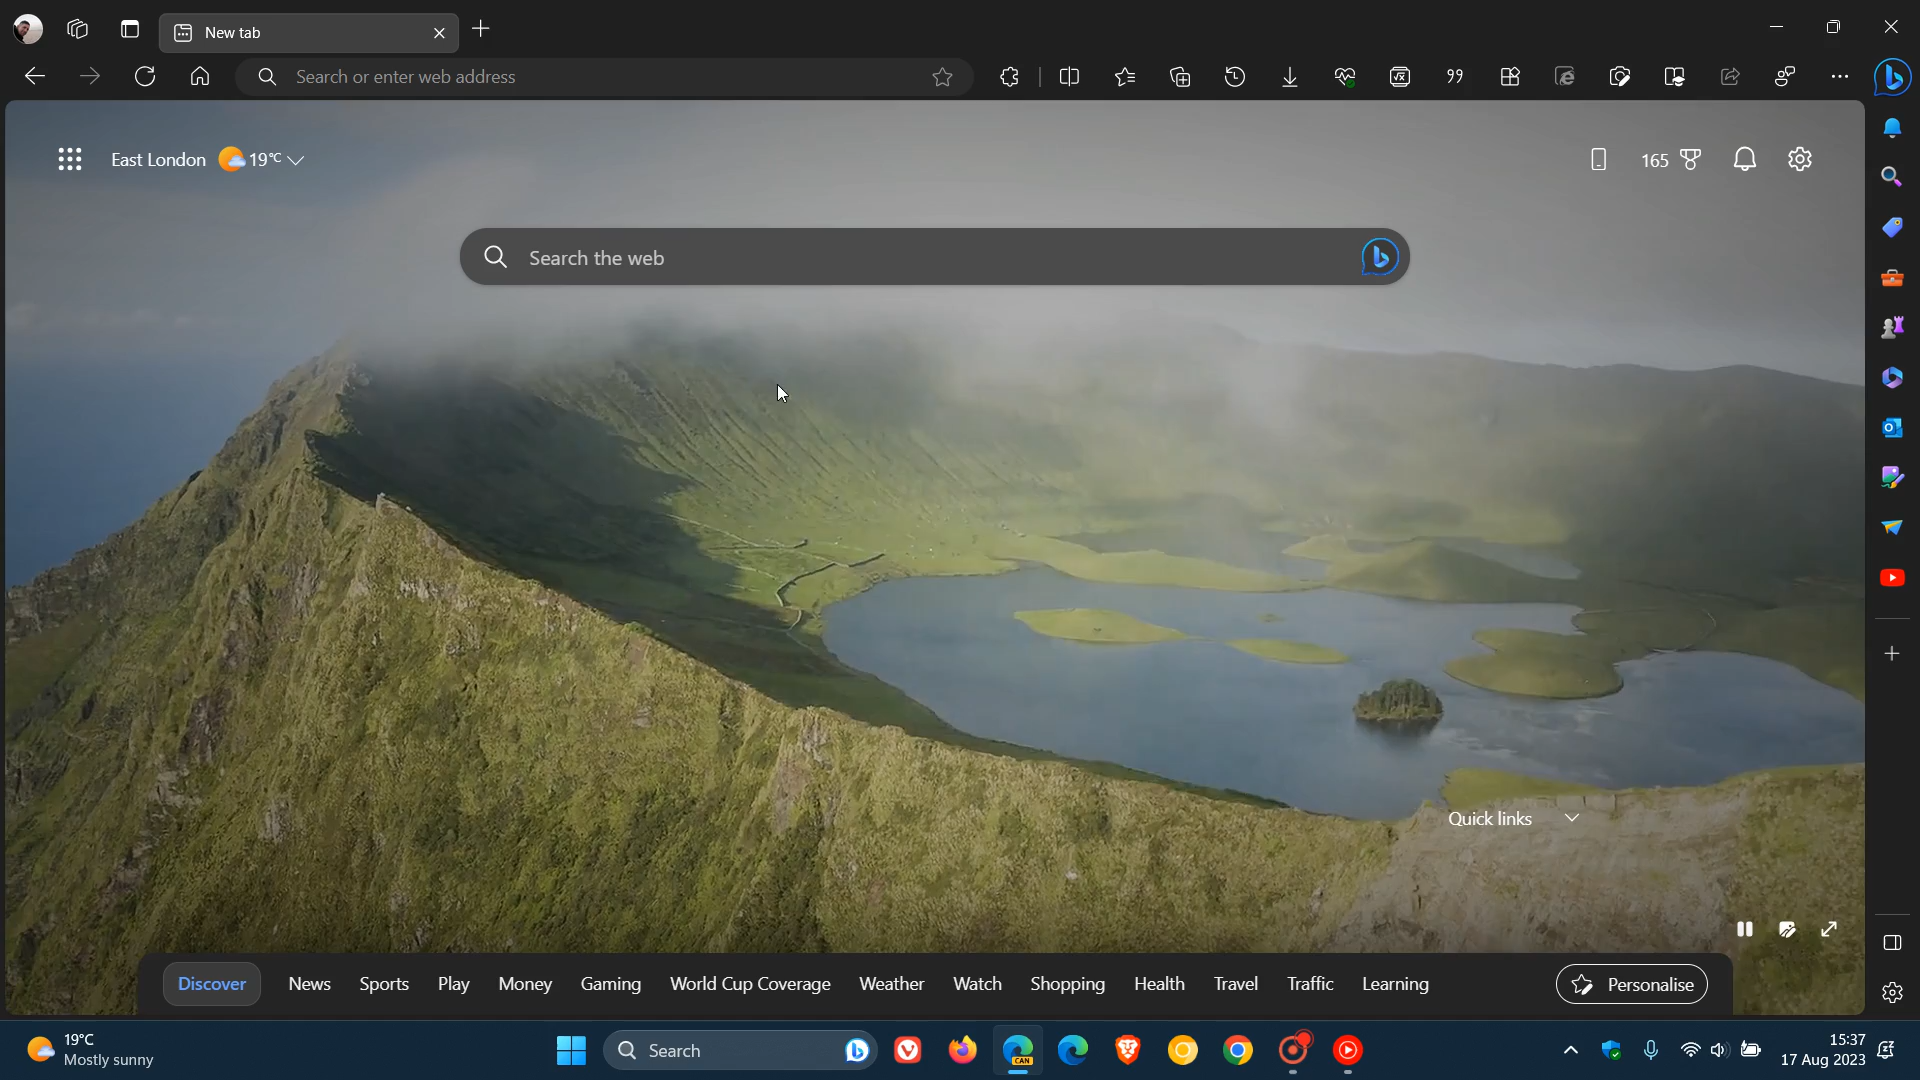 New tab
Search or enter web address
East London 19°C
165
Search the web
Quick links
Discover News Sports Play Money Gaming World Cup Coverage Weather Watch Shopping Health Travel Traffic Learning Personalise
19°C
Mostly sunny
Search
CAN
15:37
17 Aug 2023